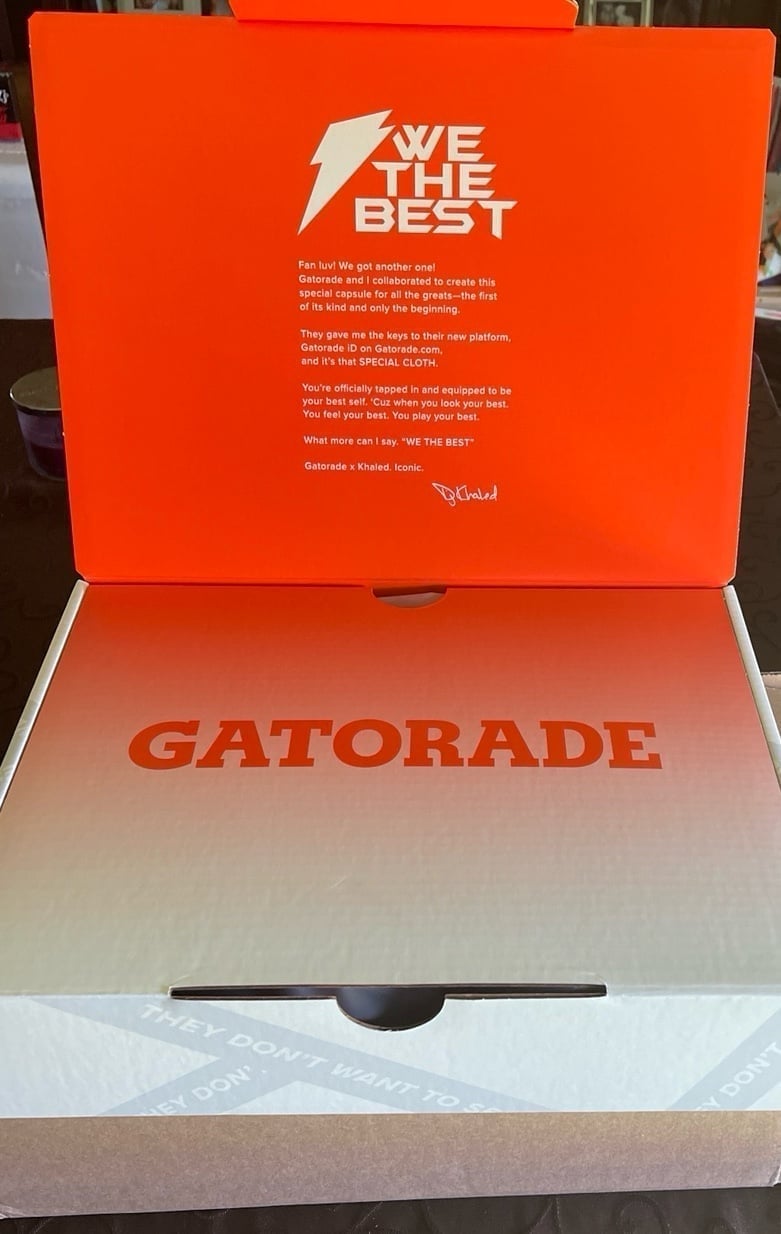 WE
THE
BEST
Fan luv! We got another one!
Gatorade and I collaborated to create this
special capsule for all the greats—the first
of its kind and only the beginning.
They gave me the keys to their new platform,
Gatorade iD on Gatorade.com,
and it's that SPECIAL CLOTH.
You're officially tapped in and equipped to be
your best self. 'Cuz when you look your best.
You feel your best. You play your best.
What more can I say. "WE THE BEST"
Gatorade x Khaled. Iconic.
DJ Khaled
GATORADE
THEY DON'T WANT TO
DON'
DON'T